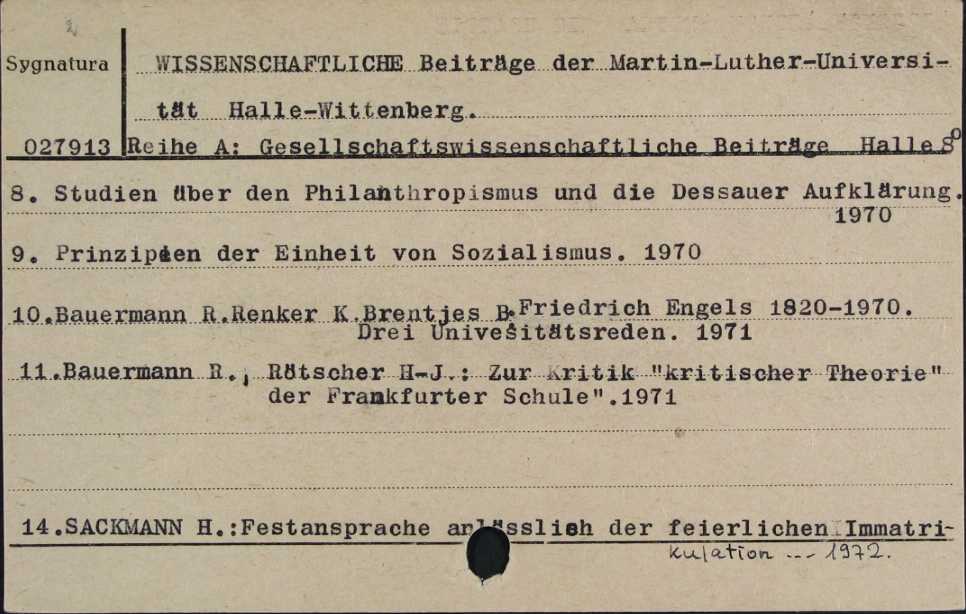 2
Sygnatura WISSENSCHAFTLICHE Beiträge der Martin-Luther-Universi-
tät Halle-Wittenberg.
027913 Reihe A: Gesellschaftswissenschaftliche Beiträge Halle 8°
8. Studien über den Philanthropismus und die Dessauer Aufklärung.
1970
9. Prinzipien der Einheit von Sozialismus. 1970
10.Bauermann R.Renker K.Brentjes B.Friedrich Engels 1820-1970.
Drei Univesitätsreden. 1971
11.Bauermann R., Rötscher H-J.: Zur Kritik "kritischer Theorie"
der Frankfurter Schule".1971
14.SACKMANN H.:Festansprache anlässlich der feierlichen Immatri-
kulation --- 1972.